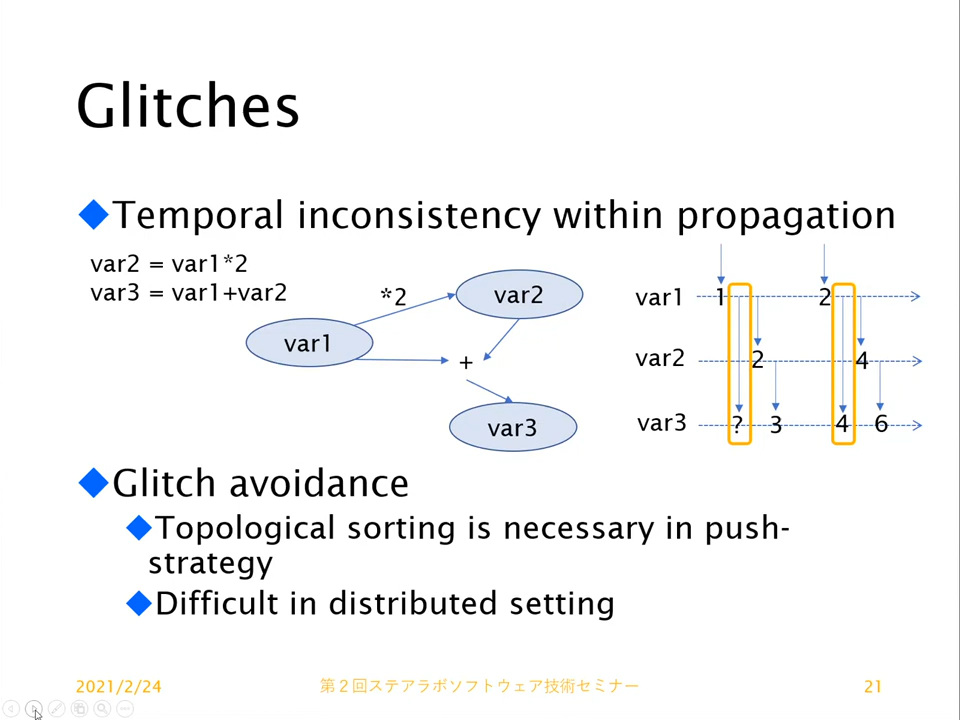 Glitches
Temporal inconsistency within propagation
var2 = var1*2
var3 = var1+var2
*2
var2
var1
+
var3
var1 1 2
var2 2 4
var3 ? 3 4 6
Glitch avoidance
Topological sorting is necessary in push-
strategy
Difficult in distributed setting
2021/2/24
第２回ステアラボソフトウェア技術セミナー
21